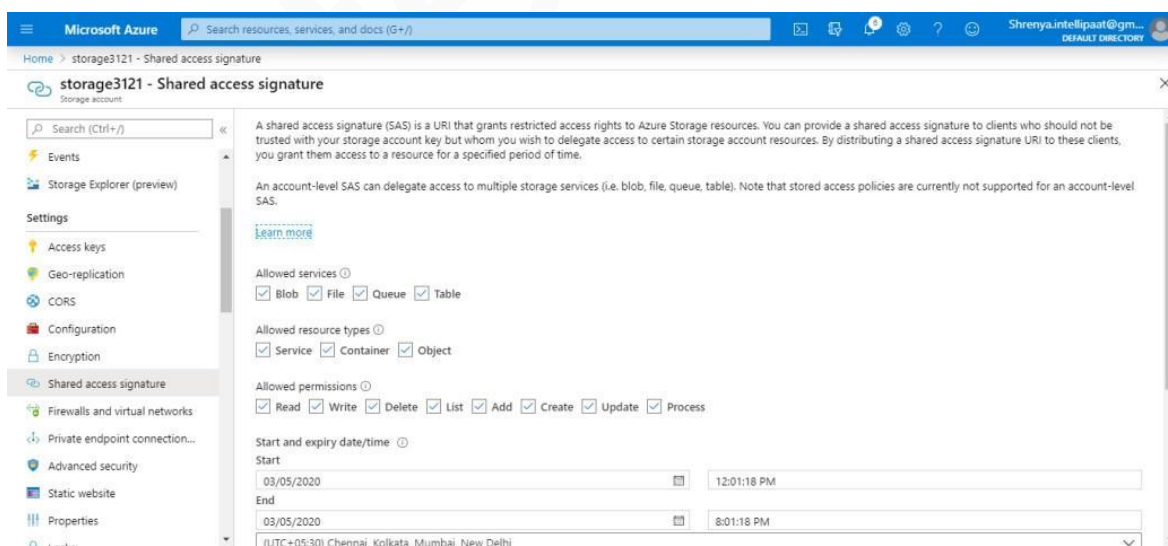 Microsoft Azure
Search resources, services, and docs (G+/)
6
Shrenya.intellipaat@gm...
DEFAULT DIRECTORY
Home > storage3121 - Shared access signature
storage3121 - Shared access signature
Storage account
Search (Ctrl+/)
Events
Storage Explorer (preview)
Settings
Access keys
Geo-replication
CORS
Configuration
Encryption
Shared access signature
Firewalls and virtual networks
Private endpoint connection...
Advanced security
Static website
Properties
A shared access signature (SAS) is a URI that grants restricted access rights to Azure Storage resources. You can provide a shared access signature to clients who should not be
trusted with your storage account key but whom you wish to delegate access to certain storage account resources. By distributing a shared access signature URI to these clients,
you grant them access to a resource for a specified period of time.
An account-level SAS can delegate access to multiple storage services (i.e. blob, file, queue, table). Note that stored access policies are currently not supported for an account-level
SAS.
Learn more
Allowed services
Blob File Queue Table
Allowed resource types
Service Container Object
Allowed permissions
Read Write Delete List Add Create Update Process
Start and expiry date/time
Start
03/05/2020 12:01:18 PM
End
03/05/2020 8:01:18 PM
(UTC+05:30) Chennai, Kolkata, Mumbai, New Delhi